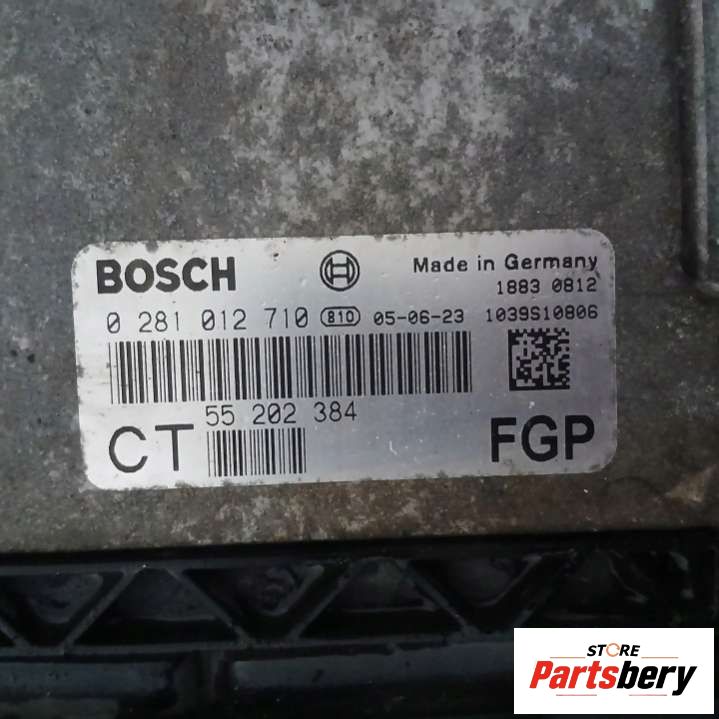 BOSCH Made in Germany
1883 0812
0 281 012 710 B10 05-06-23 1039S10806
55 202 384
CT FGP
STORE
Partsbery